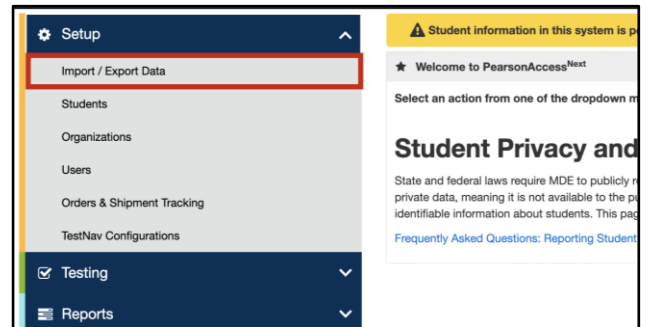 Setup
Import / Export Data
Students
Organizations
Users
Orders & Shipment Tracking
TestNav Configurations
Testing
Reports
Student information in this system is
Welcome to PearsonAccessNext
Select an action from one of the dropdown
Student Privacy and
State and federal laws require MDE to publicly
private data, meaning it is not available to the
identifiable information about students. This
Frequently Asked Questions: Reporting Student